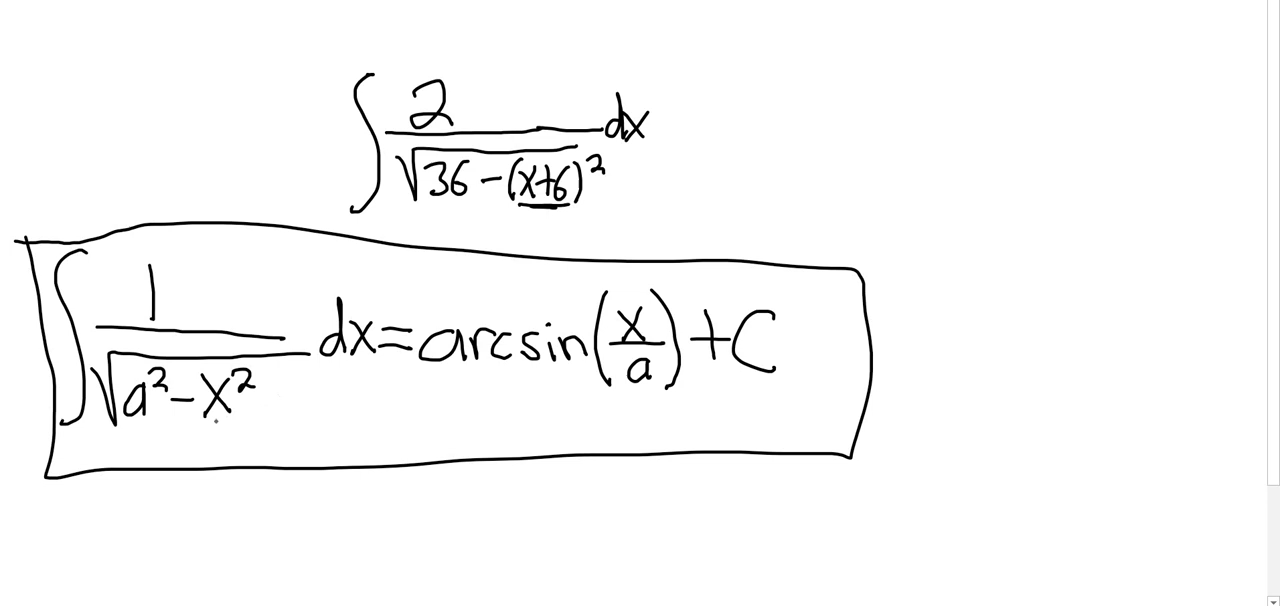 ∫ 2/√(36-(x+6)²) dx
∫ 1/√(a²-x²) dx=arcsin(x/a)+C